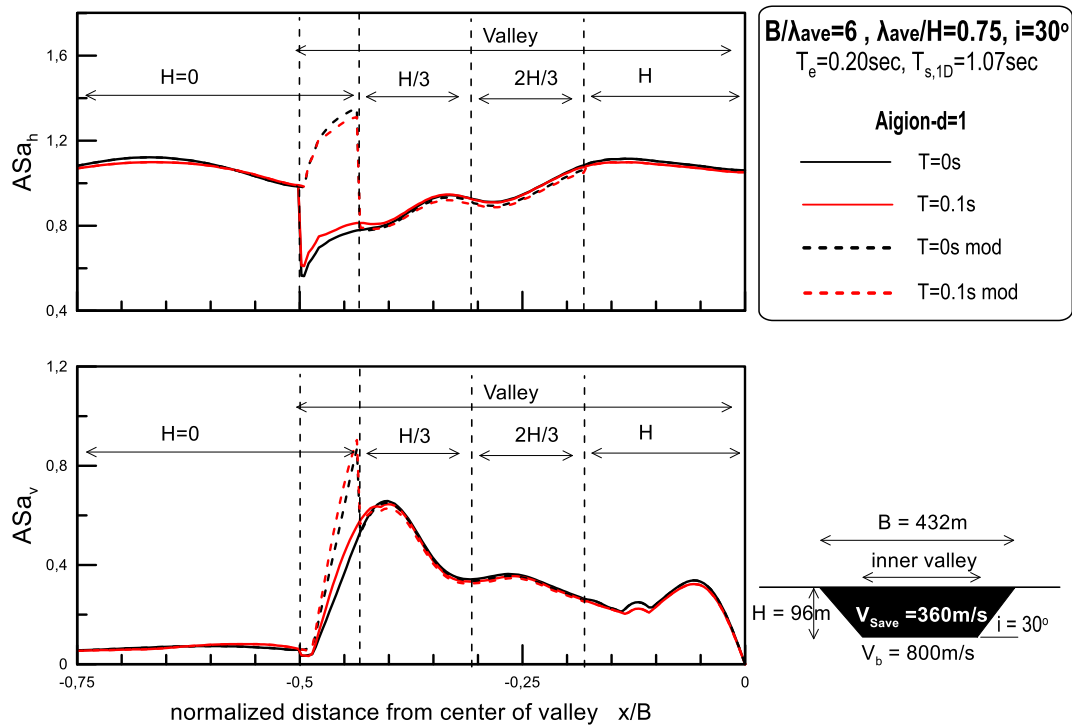 1,6
1,2
0,8
0,4
ASa_h
Valley
H=0
H/3
2H/3
H
B/λave=6 , λave/H=0.75, i=30°
T_e=0.20sec, T_s,1D=1.07sec
Aigion-d=1
T=0s
T=0.1s
T=0s mod
T=0.1s mod
1,2
0,8
0,4
0
ASa_v
Valley
H=0
H/3
2H/3
H
-0,75
-0,5
-0,25
0
normalized distance from center of valley x/B
B = 432m
inner valley
H = 96m
V_Save =360m/s
i = 30°
V_b = 800m/s